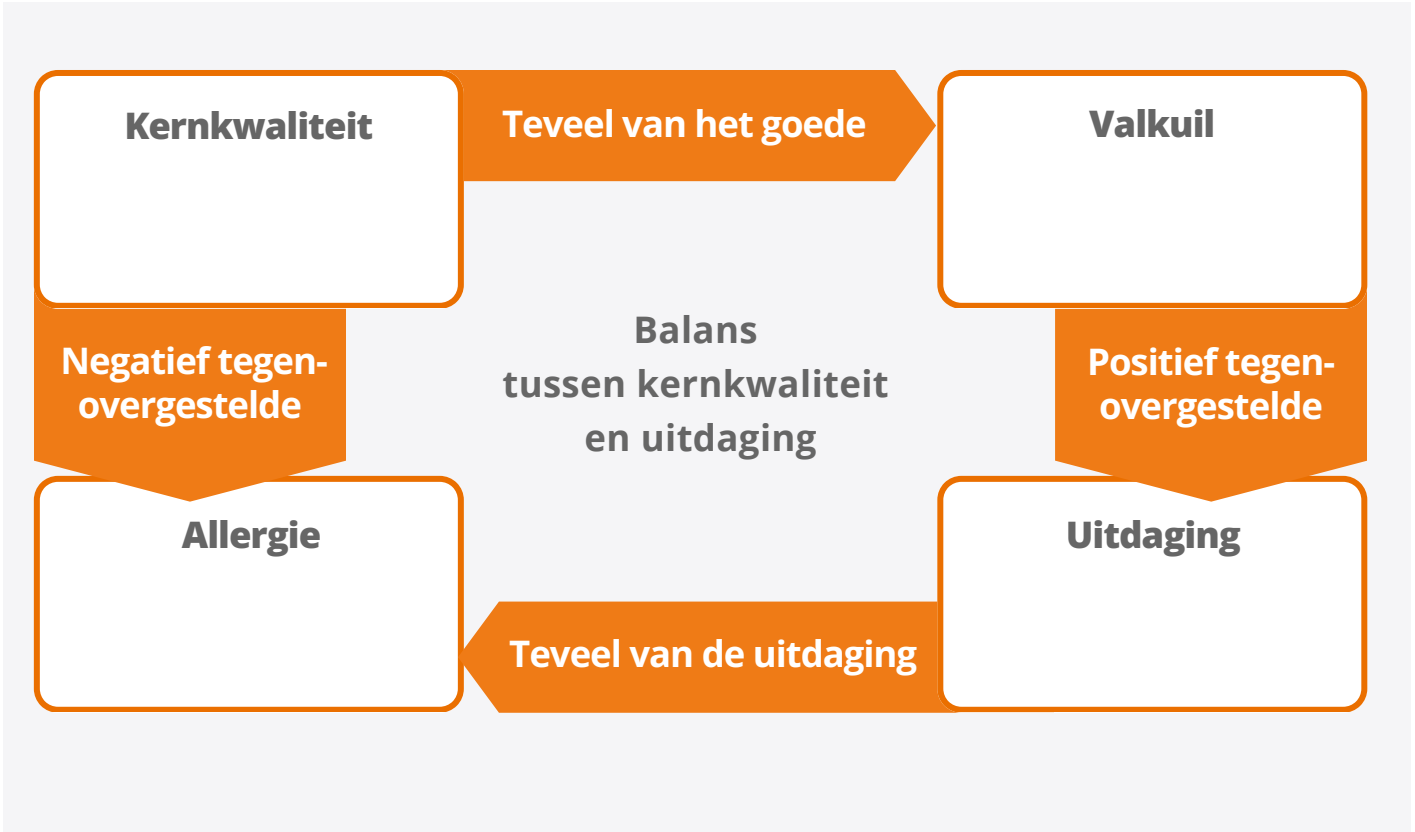 Kernkwaliteit
Teveel van het goede
Valkuil
Negatief tegen-
overgestelde
Balans
tussen kernkwaliteit
en uitdaging
Positief tegen-
overgestelde
Allergie
Teveel van de uitdaging
Uitdaging